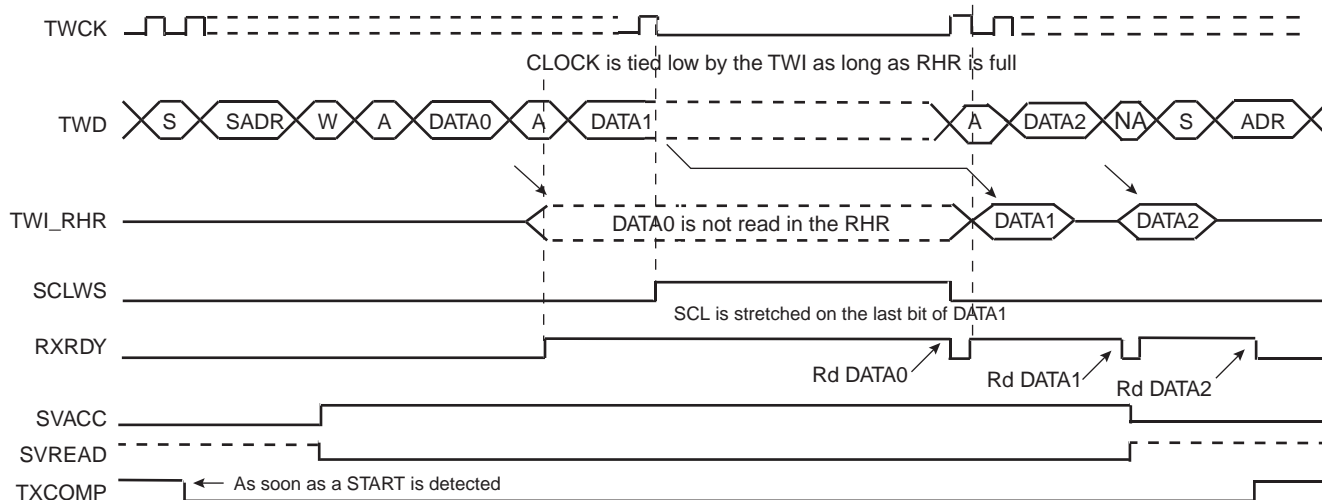 TWCK
CLOCK is tied low by the TWI as long as RHR is full
TWD S SADR W A DATA0 A DATA1 A DATA2 NA S ADR
TWI_RHR DATA0 is not read in the RHR DATA1 DATA2
SCLWS
SCL is stretched on the last bit of DATA1
RXRDY
Rd DATA0 Rd DATA1 Rd DATA2
SVACC
SVREAD
TXCOMP As soon as a START is detected